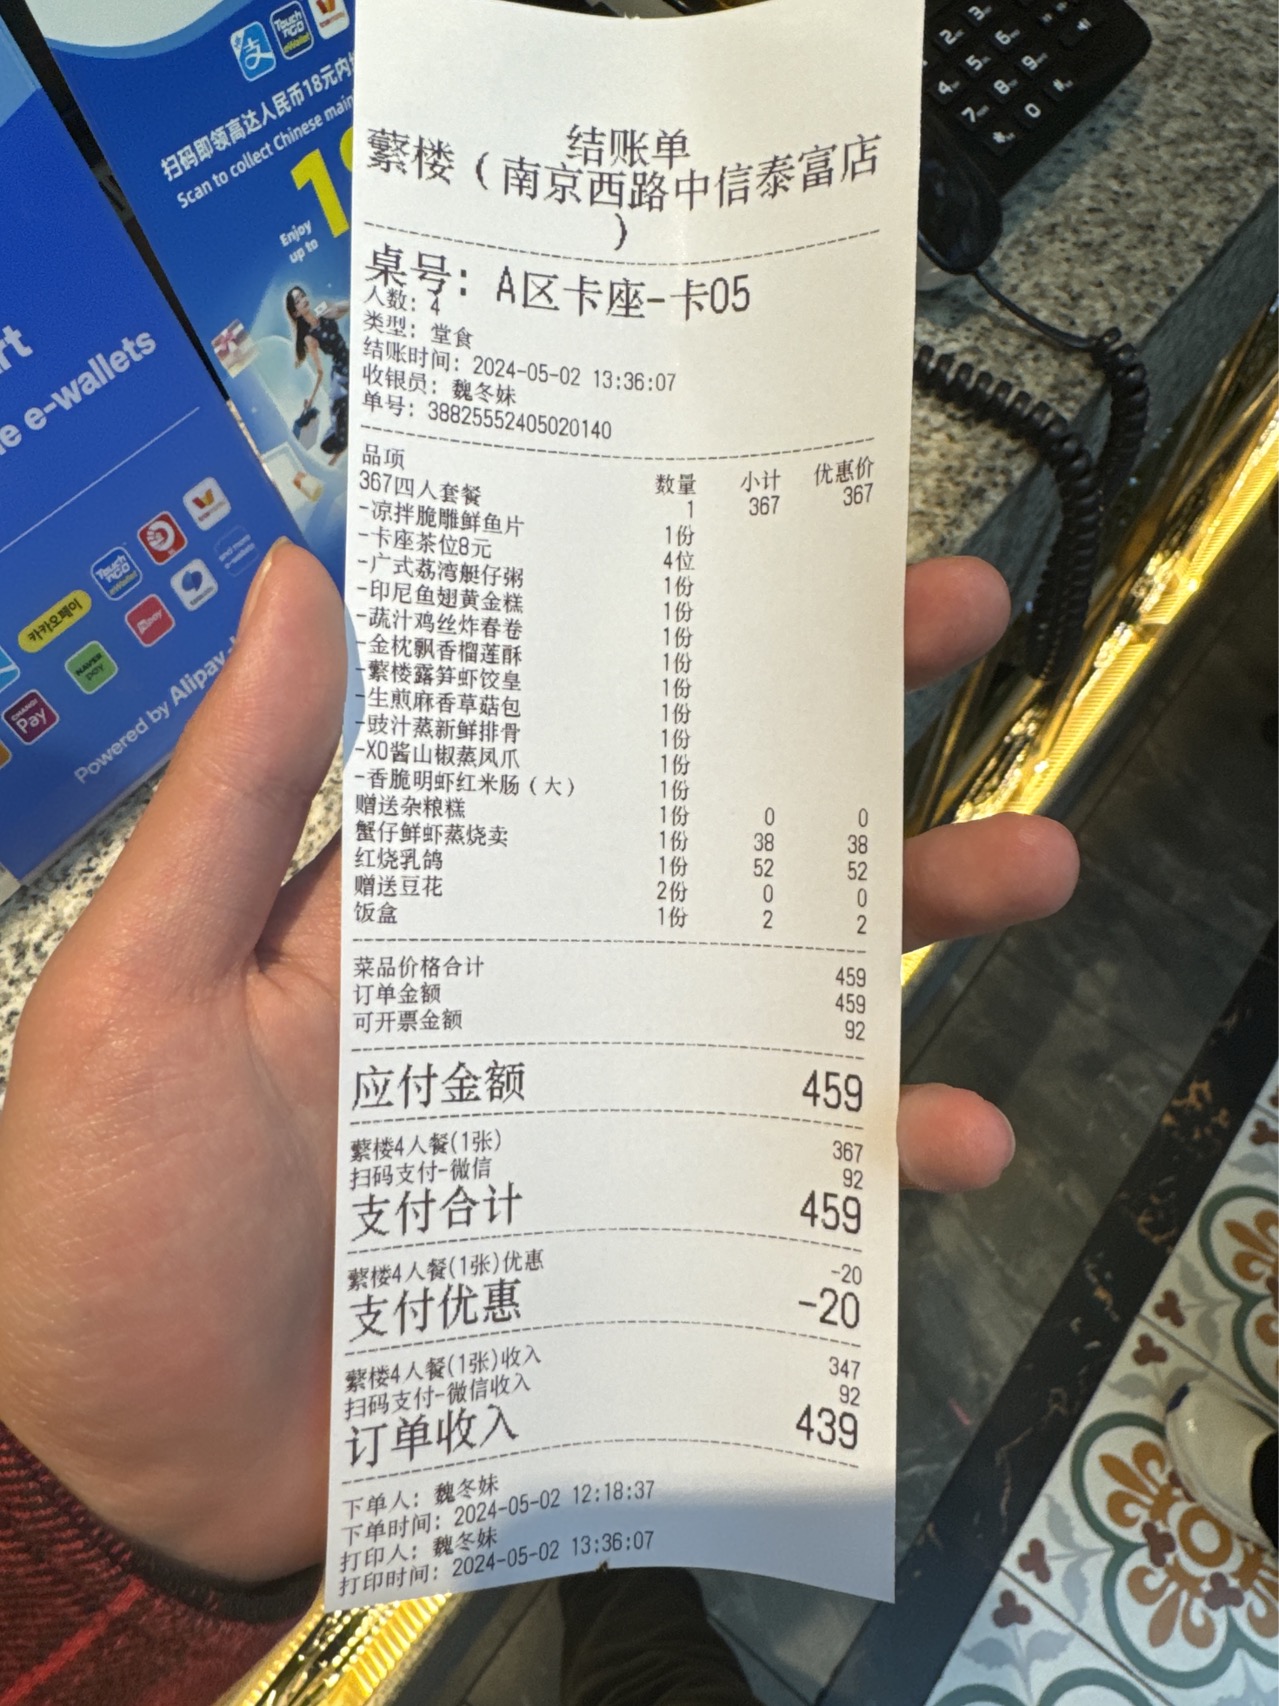 扫码即领高达人民币18元内
Scan to collect Chinese main
Enjoy
up to
e-wallets
카카오페이
NAVER
pay
Pay
Powered by Alipay
结账单
蘩楼（南京西路中信泰富店
）
桌号：A区卡座-卡05
人数：4
类型：堂食
结账时间：2024-05-02 13:36:07
收银员：魏冬妹
单号：38825552405020140
品项 数量 小计 优惠价
367四人套餐 1 367 367
-凉拌脆雕鲜鱼片 1份
-卡座茶位8元 4位
-广式荔湾艇仔粥 1份
-印尼鱼翅黄金糕 1份
-蔬汁鸡丝炸春卷 1份
-金枕飘香榴莲酥 1份
-蘩楼露笋虾饺皇 1份
-生煎麻香草菇包 1份
-豉汁蒸新鲜排骨 1份
-XO酱山椒蒸凤爪 1份
-香脆明虾红米肠（大） 1份
赠送杂粮糕 1份 0 0
蟹仔鲜虾蒸烧卖 1份 38 38
红烧乳鸽 1份 52 52
赠送豆花 2份 0 0
饭盒 1份 2 2
菜品价格合计 459
订单金额 459
可开票金额 92
应付金额 459
蘩楼4人餐(1张) 367
扫码支付-微信 92
支付合计 459
蘩楼4人餐(1张)优惠 -20
支付优惠 -20
蘩楼4人餐(1张)收入 347
扫码支付-微信收入 92
订单收入 439
下单人：魏冬妹
下单时间：2024-05-02 12:18:37
打印人：魏冬妹
打印时间：2024-05-02 13:36:07